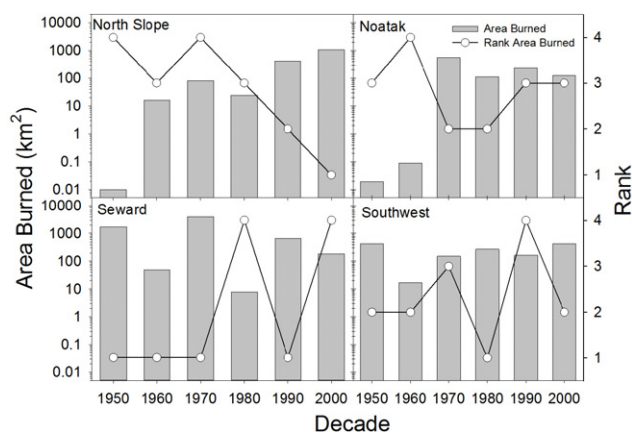 North Slope
Noatak
Area Burned
Rank Area Burned
10000
1000
100
10
1
0.1
0.01
4
3
2
1
Area Burned (km²)
Rank
Seward
Southwest
10000
1000
100
10
1
0.1
0.01
4
3
2
1
1950 1960 1970 1980 1990 2000 1950 1960 1970 1980 1990 2000
Decade